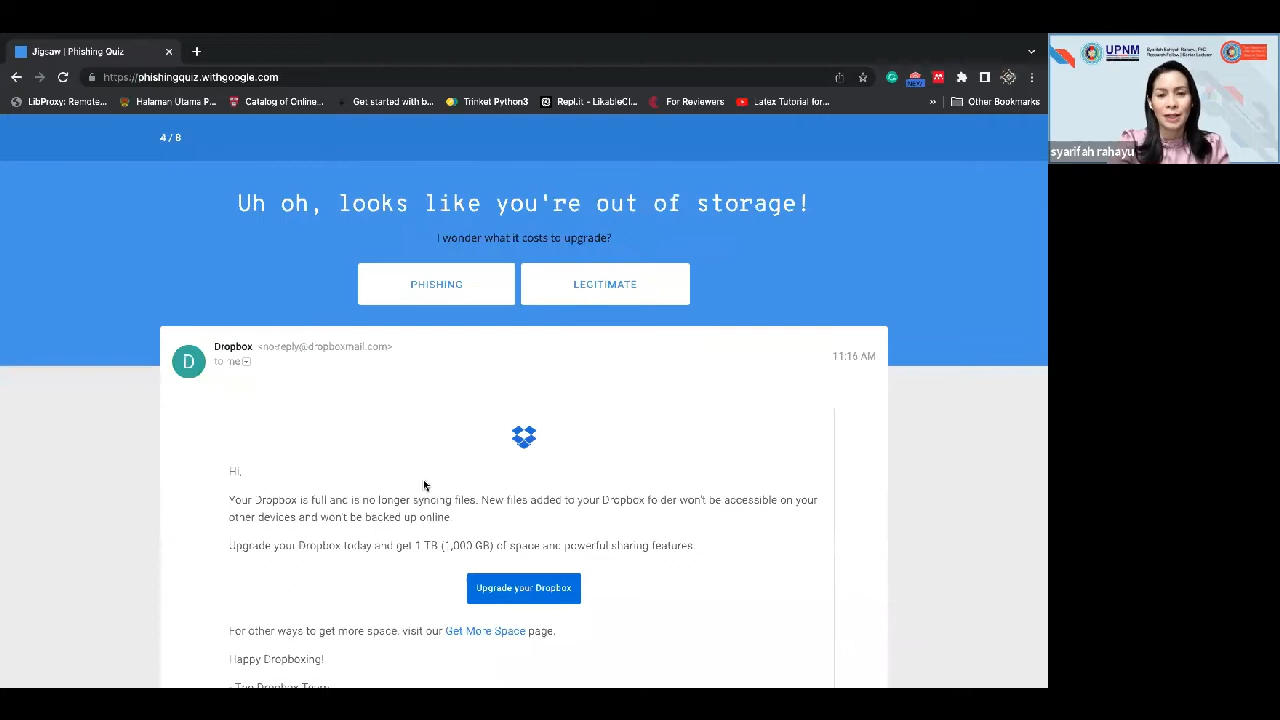 Jigsaw | Phishing Quiz
https://phishingquiz.withgoogle.com
NEW
LibProxy: Remote...
Halaman Utama P...
Catalog of Online...
Get started with b...
Trinket Python3
Repl.it - LikableCl...
For Reviewers
Latex Tutorial for...
Other Bookmarks
UPNM
syarifah rahayu
4 / 8
Uh oh, looks like you're out of storage!
I wonder what it costs to upgrade?
PHISHING
LEGITIMATE
D
Dropbox <no-reply@dropboxmail.com>
to me
11:16 AM
Hi,
Your Dropbox is full and is no longer syncing files. New files added to your Dropbox folder won't be accessible on your
other devices and won't be backed up online.
Upgrade your Dropbox today and get 1 TB (1,000 GB) of space and powerful sharing features.
Upgrade your Dropbox
For other ways to get more space, visit our Get More Space page.
Happy Dropboxing!
- The Dropbox Team